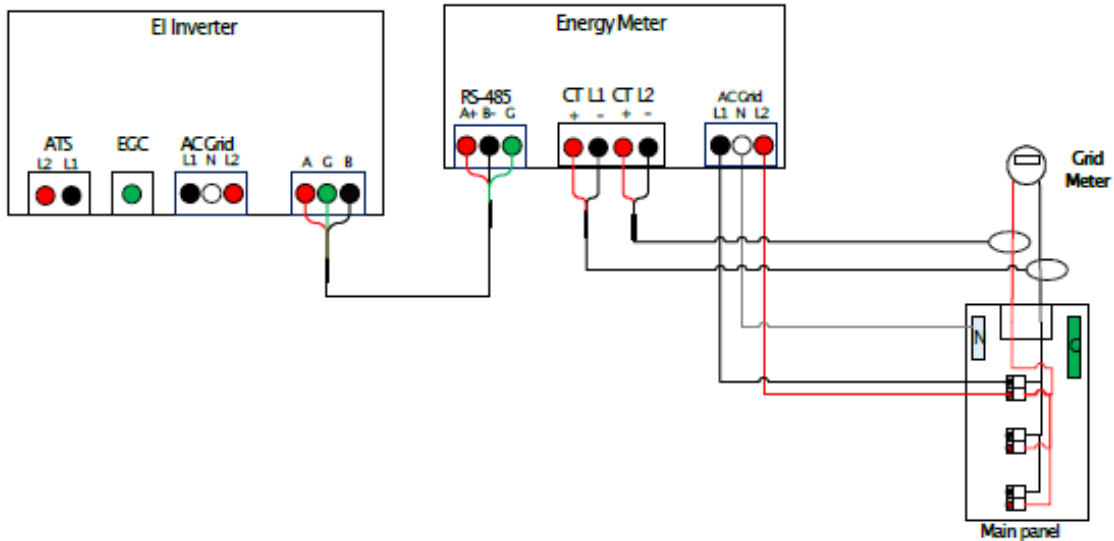 EI Inverter
ATS
L2 L1
EGC
AC Grid
L1 N L2
A G B
Energy Meter
RS-485
A+ B- G
CT L1 CT L2
+ - + -
AC Grid
L1 N L2
Grid
Meter
N
G
Main panel